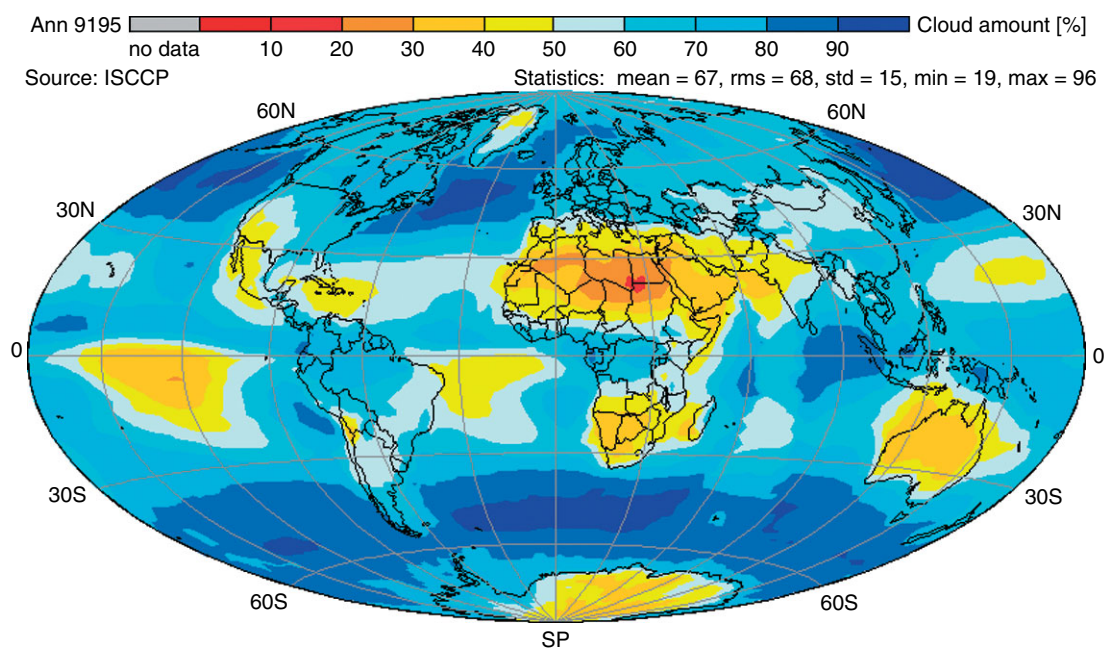 Ann 9195 Cloud amount [%]
no data 10 20 30 40 50 60 70 80 90
Source: ISCCP Statistics: mean = 67, rms = 68, std = 15, min = 19, max = 96
60N 60N
30N 30N
0 0
30S 30S
60S 60S
SP